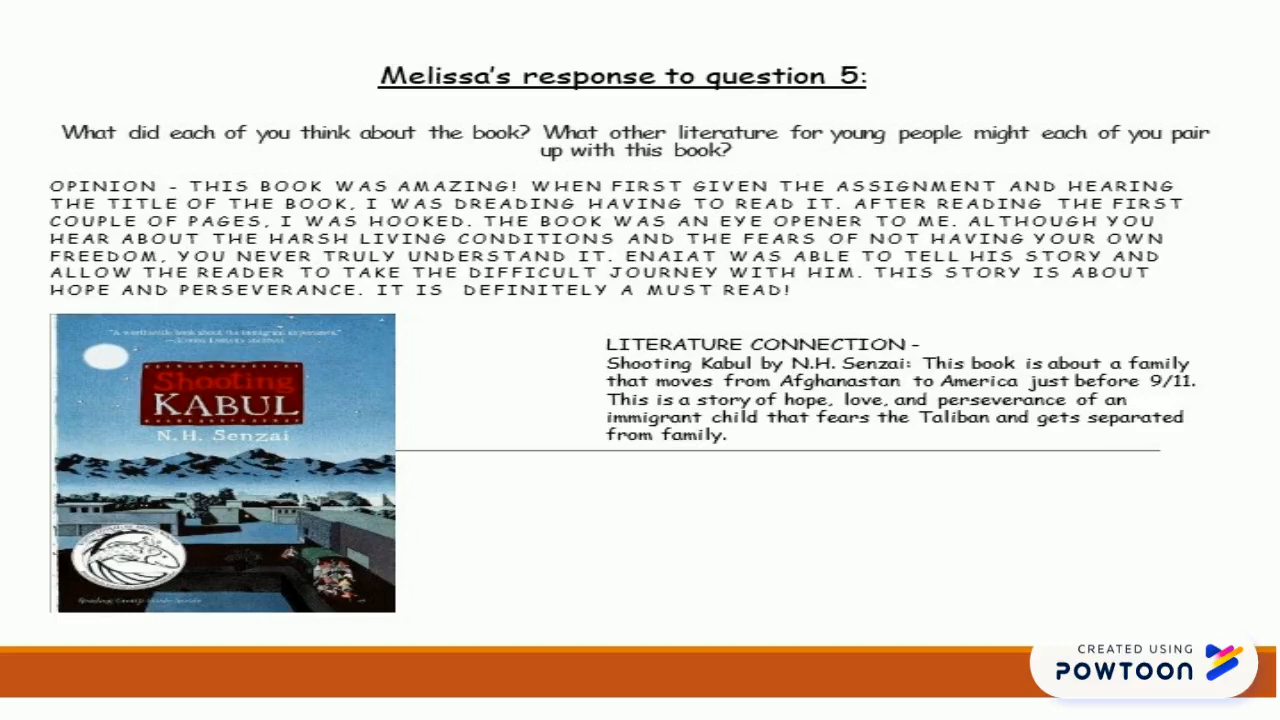 Melissa's response to question 5:
What did each of you think about the book? What other literature for young people might each of you pair
up with this book?
OPINION - THIS BOOK WAS AMAZING! WHEN FIRST GIVEN THE ASSIGNMENT AND HEARING
THE TITLE OF THE BOOK, I WAS DREADING HAVING TO READ IT. AFTER READING THE FIRST
COUPLE OF PAGES, I WAS HOOKED. THE BOOK WAS AN EYE OPENER TO ME. ALTHOUGH YOU
HEAR ABOUT THE HARSH LIVING CONDITIONS AND THE FEARS OF NOT HAVING YOUR OWN
FREEDOM, YOU NEVER TRULY UNDERSTAND IT. ENAIAT WAS ABLE TO TELL HIS STORY AND
ALLOW THE READER TO TAKE THE DIFFICULT JOURNEY WITH HIM. THIS STORY IS ABOUT
HOPE AND PERSEVERANCE. IT IS DEFINITELY A MUST READ!
book about the
Shooting
KABUL
N.H. Senzai
LITERATURE CONNECTION -
Shooting Kabul by N.H. Senzai: This book is about a family
that moves from Afghanastan to America just before 9/11.
This is a story of hope, love, and perseverance of an
immigrant child that fears the Taliban and gets separated
from family.
CREATED USING
POWTOON